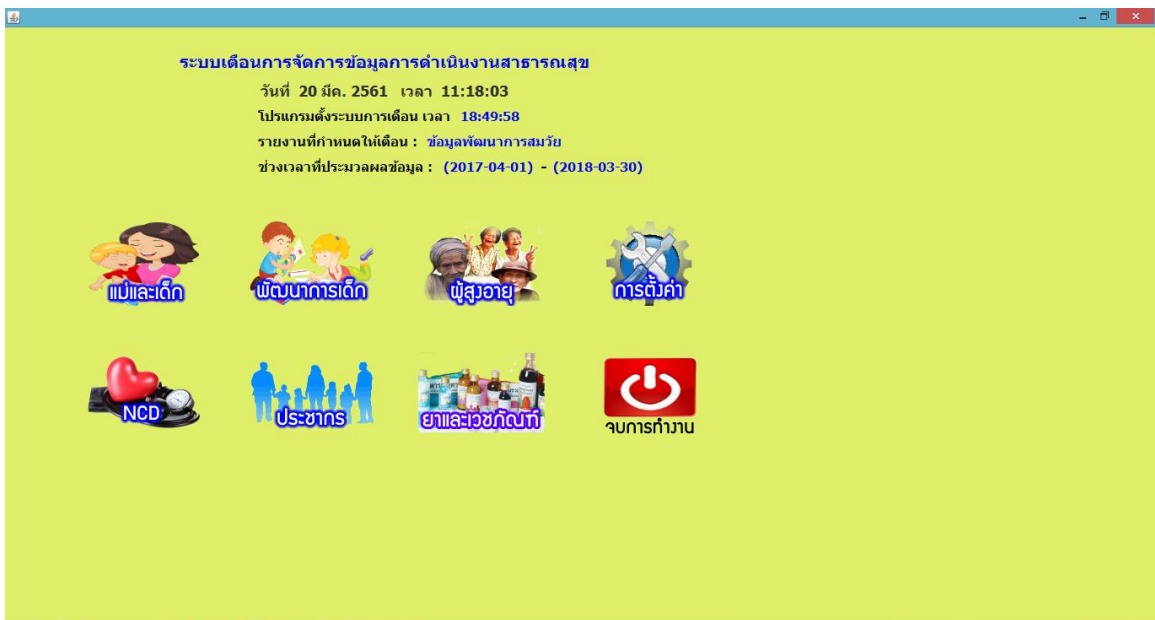 ระบบเตือนการจัดการข้อมูลการดำเนินงานสาธารณสุข
วันที่ 20 มีค. 2561 เวลา 11:18:03
โปรแกรมตั้งระบบการเตือน เวลา 18:49:58
รายงานที่กำหนดให้เตือน : ข้อมูลพัฒนาการสมวัย
ช่วงเวลาที่ประมวลผลข้อมูล : (2017-04-01) - (2018-03-30)
แม่และเด็ก
พัฒนาการเด็ก
ผู้สูงอายุ
การตั้งค่า
NCD
ประชากร
ยาและเวชภัณฑ์
จบการทำงาน